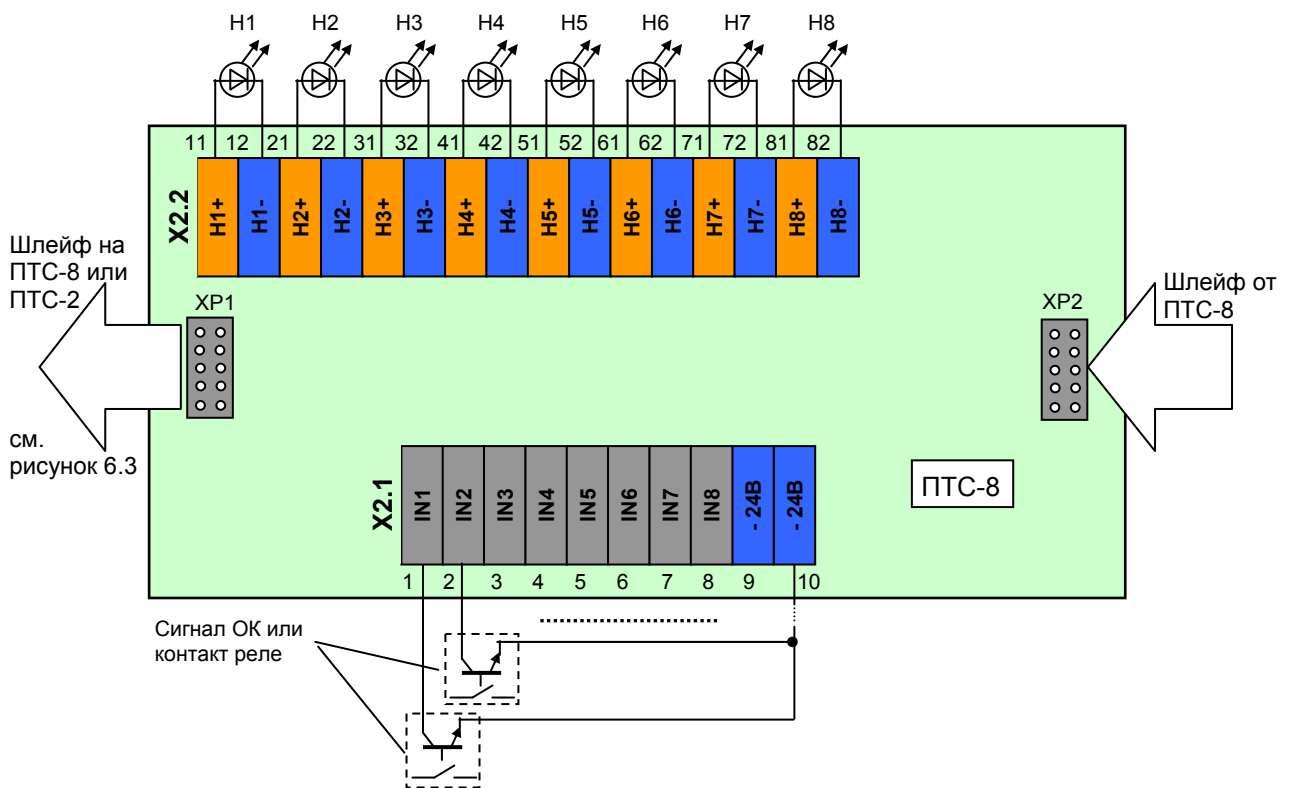 H1 H2 H3 H4 H5 H6 H7 H8
11 12 21 22 31 32 41 42 51 52 61 62 71 72 81 82
X2.2
H1+ H1- H2+ H2- H3+ H3- H4+ H4- H5+ H5- H6+ H6- H7+ H7- H8+ H8-
Шлейф на
ПТС-8 или
ПТС-2
XP1
XP2
Шлейф от
ПТС-8
см.
рисунок 6.3
X2.1
IN1 IN2 IN3 IN4 IN5 IN6 IN7 IN8 - 24В - 24В
ПТС-8
1 2 3 4 5 6 7 8 9 10
Сигнал ОК или
контакт реле